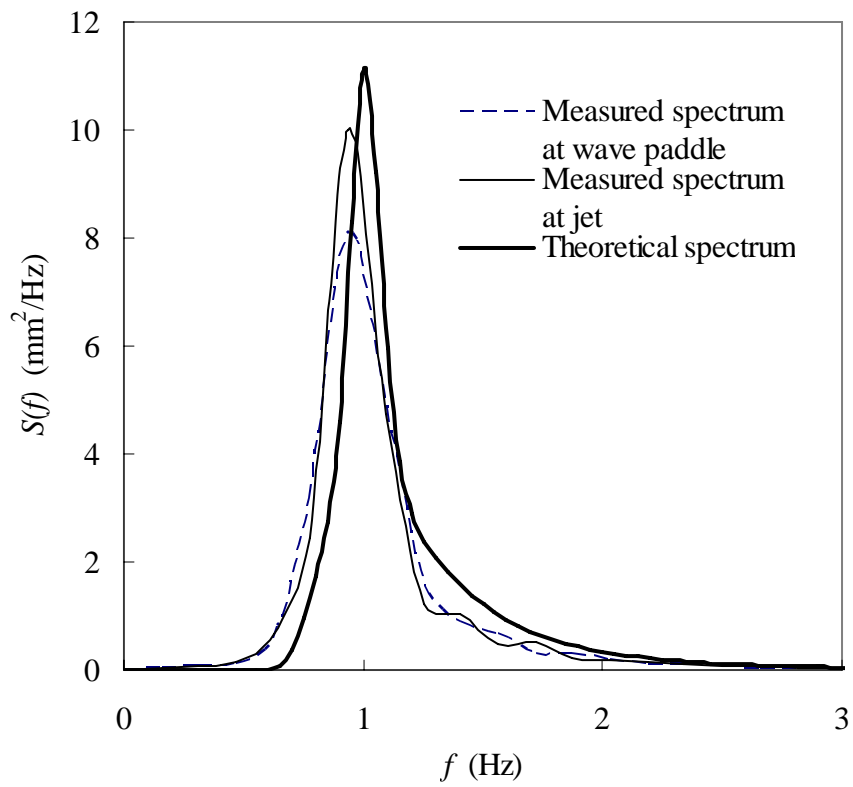 12
10
8
6
4
2
0
S(f) (mm²/Hz)
Measured spectrum
at wave paddle
Measured spectrum
at jet
Theoretical spectrum
0 1 2 3
f (Hz)